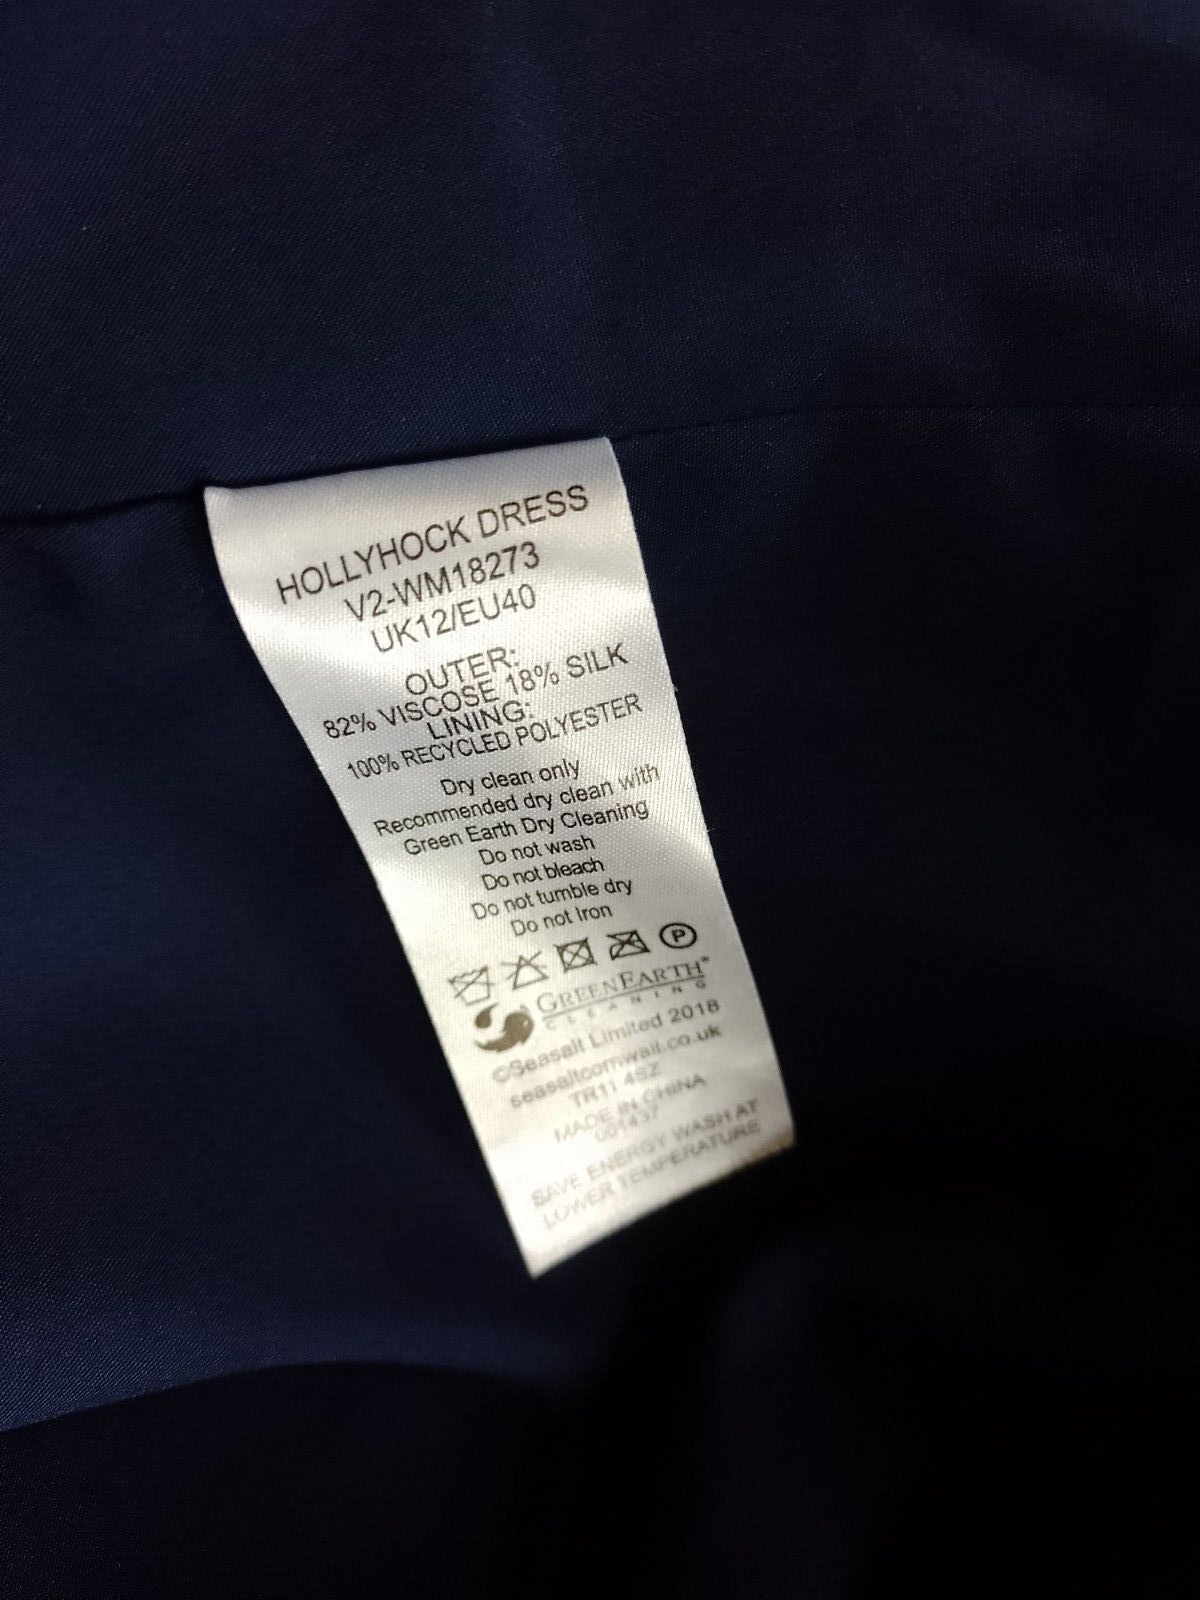 HOLLYHOCK DRESS
V2-WM18273
UK12/EU40
OUTER:
82% VISCOSE 18% SILK
LINING:
100% RECYCLED POLYESTER
Dry clean only
Recommended dry clean with
Green Earth Dry Cleaning
Do not wash
Do not bleach
Do not tumble dry
Do not Iron
P
GREENEARTH
CLEANING
©Seasalt Limited 2018
seasaltcornwall.co.uk
TR11 4SZ
MADE IN CHINA
001437
SAVE ENERGY WASH AT
LOWER TEMPERATURE